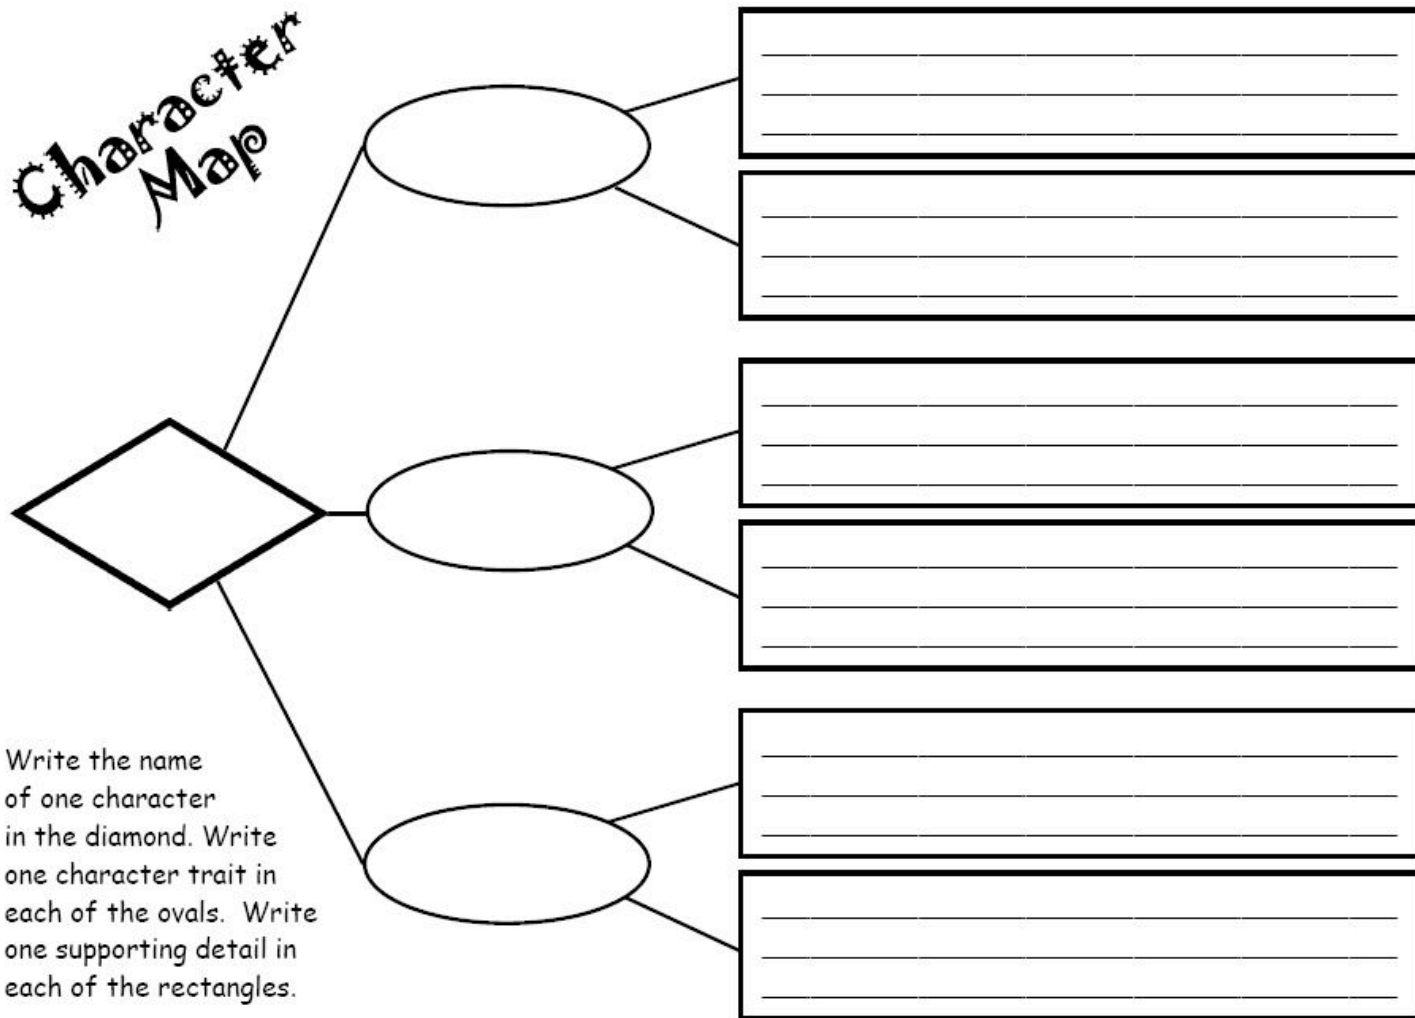 Character
Map
Write the name
of one character
in the diamond. Write
one character trait in
each of the ovals.  Write
one supporting detail in
each of the rectangles.